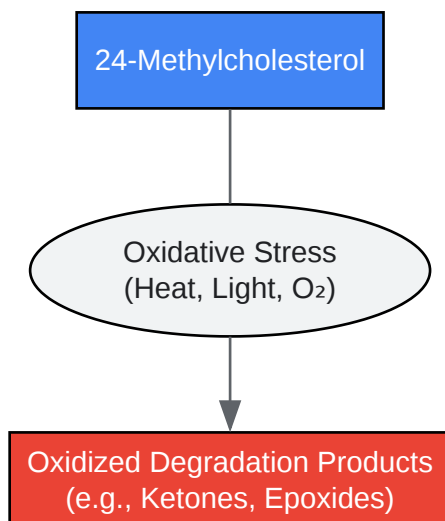 24-Methylcholesterol
Oxidative Stress
(Heat, Light, O₂)
Oxidized Degradation Products
(e.g., Ketones, Epoxides)